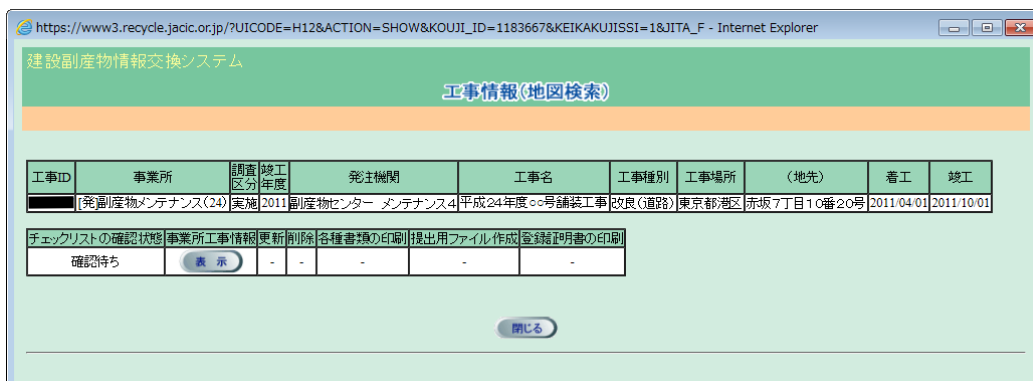 https://www3.recycle.jacic.or.jp/?UICODE=H12&ACTION=SHOW&KOUJI_ID=1183667&KEIKAKUJISSI=1&JITA_F - Internet Explorer
建設副産物情報交換システム
工事情報(地図検索)
工事ID 事業所 調査区分 竣工年度 発注機関 工事名 工事種別 工事場所 (地先) 着工 竣工
[発]副産物メンテナンス(24) 実施 2011 副産物センター メンテナンス4 平成24年度○○号舗装工事 改良(道路) 東京都港区 赤坂7丁目10番20号 2011/04/01 2011/10/01
チェックリストの確認状態 事業所工事情報 更新 削除 各種書類の印刷 提出用ファイル作成 登録証明書の印刷
確認待ち 表 示 - - - - -
閉じる